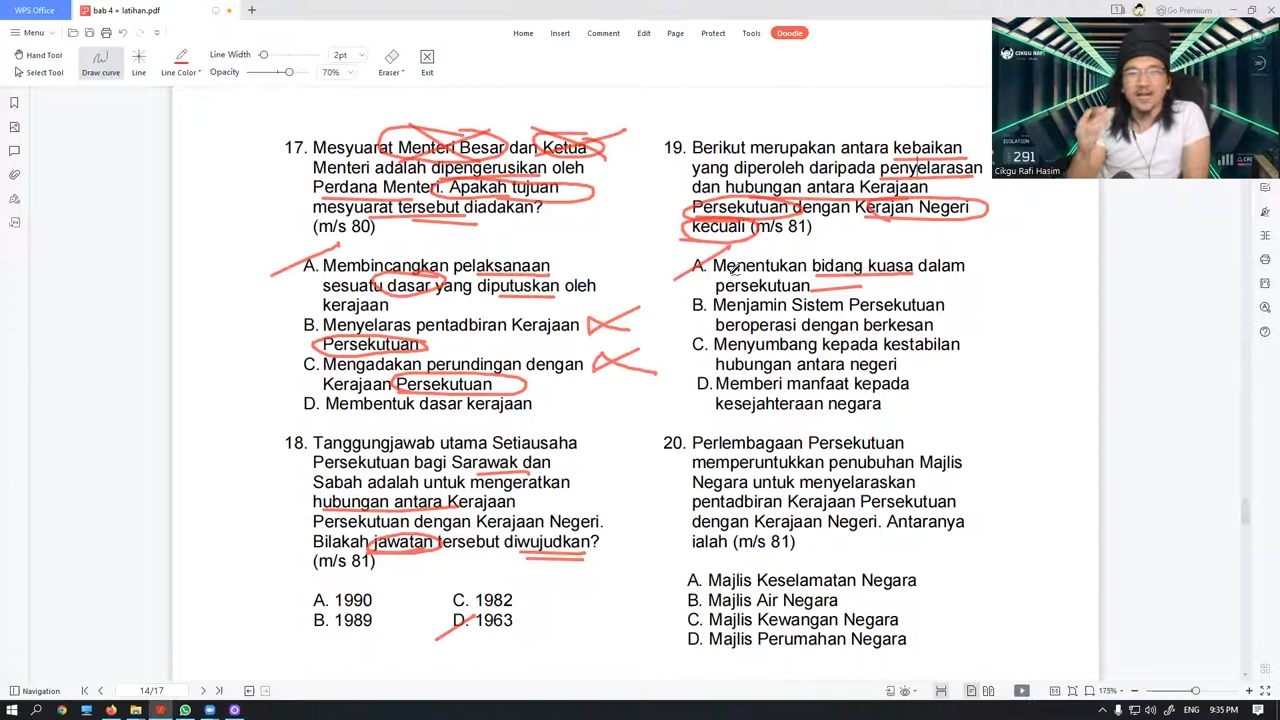 WPS Office
bab 4 + latihan.pdf
Go Premium
Menu
Home
Insert
Comment
Edit
Page
Protect
Tools
Doodle
Hand Tool
Select Tool
Draw curve
Line
Line Color
Line Width
2pt
Opacity
70%
Eraser
Exit
CIKGU RAFI
ISOLATION
291
Cikgu Rafi Hasim
17. Mesyuarat Menteri Besar dan Ketua
Menteri adalah dipengerusikan oleh
Perdana Menteri. Apakah tujuan
mesyuarat tersebut diadakan?
(m/s 80)
A. Membincangkan pelaksanaan
sesuatu dasar yang diputuskan oleh
kerajaan
B. Menyelaras pentadbiran Kerajaan
Persekutuan
C. Mengadakan perundingan dengan
Kerajaan Persekutuan
D. Membentuk dasar kerajaan
18. Tanggungjawab utama Setiausaha
Persekutuan bagi Sarawak dan
Sabah adalah untuk mengeratkan
hubungan antara Kerajaan
Persekutuan dengan Kerajaan Negeri.
Bilakah jawatan tersebut diwujudkan?
(m/s 81)
A. 1990
C. 1982
B. 1989
D. 1963
19. Berikut merupakan antara kebaikan
yang diperoleh daripada penyelarasan
dan hubungan antara Kerajaan
Persekutuan dengan Kerajan Negeri
kecuali (m/s 81)
A. Menentukan bidang kuasa dalam
persekutuan
B. Menjamin Sistem Persekutuan
beroperasi dengan berkesan
C. Menyumbang kepada kestabilan
hubungan antara negeri
D. Memberi manfaat kepada
kesejahteraan negara
20. Perlembagaan Persekutuan
memperuntukkan penubuhan Majlis
Negara untuk menyelaraskan
pentadbiran Kerajaan Persekutuan
dengan Kerajaan Negeri. Antaranya
ialah (m/s 81)
A. Majlis Keselamatan Negara
B. Majlis Air Negara
C. Majlis Kewangan Negara
D. Majlis Perumahan Negara
Navigation
14/17
175%
ENG
9:35 PM